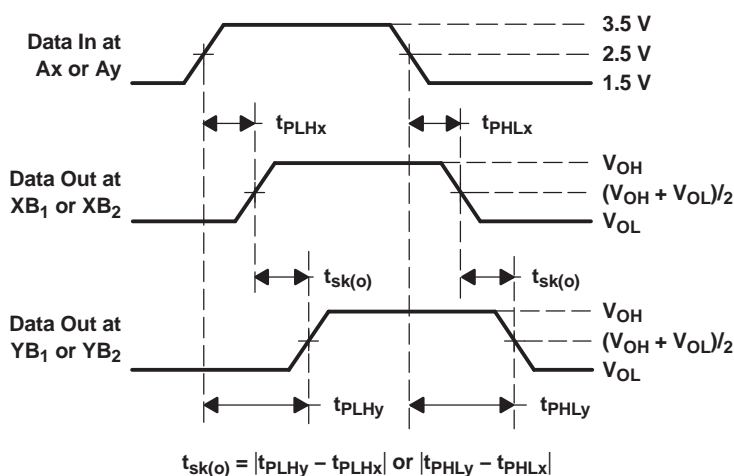 Data In at
Ax or Ay
3.5 V
2.5 V
1.5 V
tPLHx
tPHLx
Data Out at
XB1 or XB2
VOH
(VOH + VOL)/2
VOL
tsk(o)
tsk(o)
Data Out at
YB1 or YB2
VOH
(VOH + VOL)/2
VOL
tPLHy
tPHLy
tsk(o) = |tPLHy – tPLHx| or |tPHLy – tPHLx|